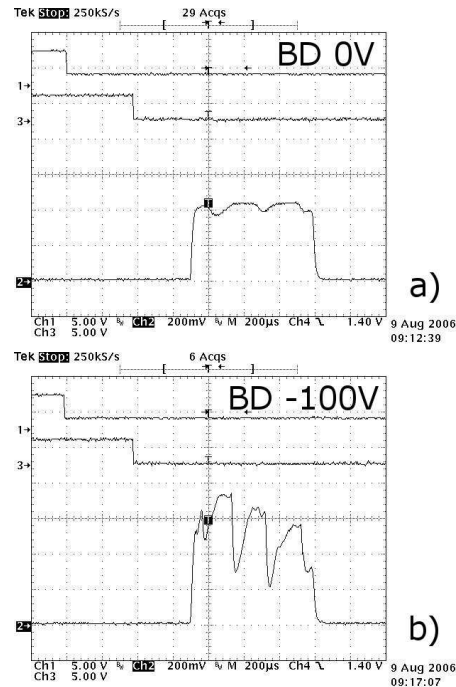 Tek Stop: 250kS/s 29 Acqs
BD 0V
1
3
T
2
a)
Ch1 5.00 V Ch2 200mV M 200µs Ch4 1.40 V
Ch3 5.00 V
9 Aug 2006
09:12:39
Tek Stop: 250kS/s 6 Acqs
BD -100V
1
3
T
2
b)
Ch1 5.00 V Ch2 200mV M 200µs Ch4 1.40 V
Ch3 5.00 V
9 Aug 2006
09:17:07